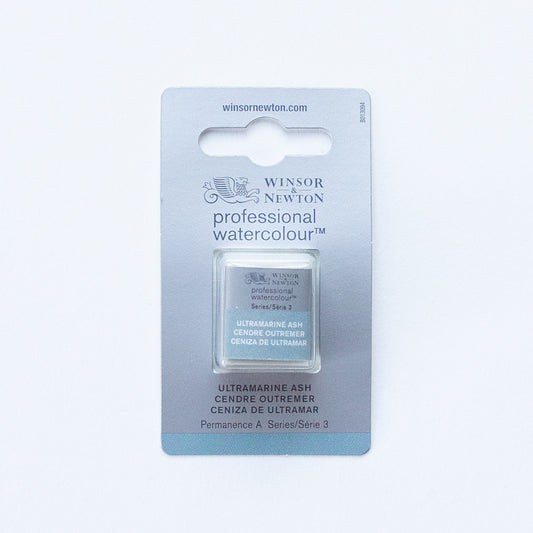 winsornewton.com
WINSOR
&
NEWTON
professional
watercolour™
WINSOR
&
NEWTON
professional
watercolour™
Series/Série 3
ULTRAMARINE ASH
CENDRE OUTREMER
CENIZA DE ULTRAMAR
ULTRAMARINE ASH
CENDRE OUTREMER
CENIZA DE ULTRAMAR
Permanence A Series/Série 3